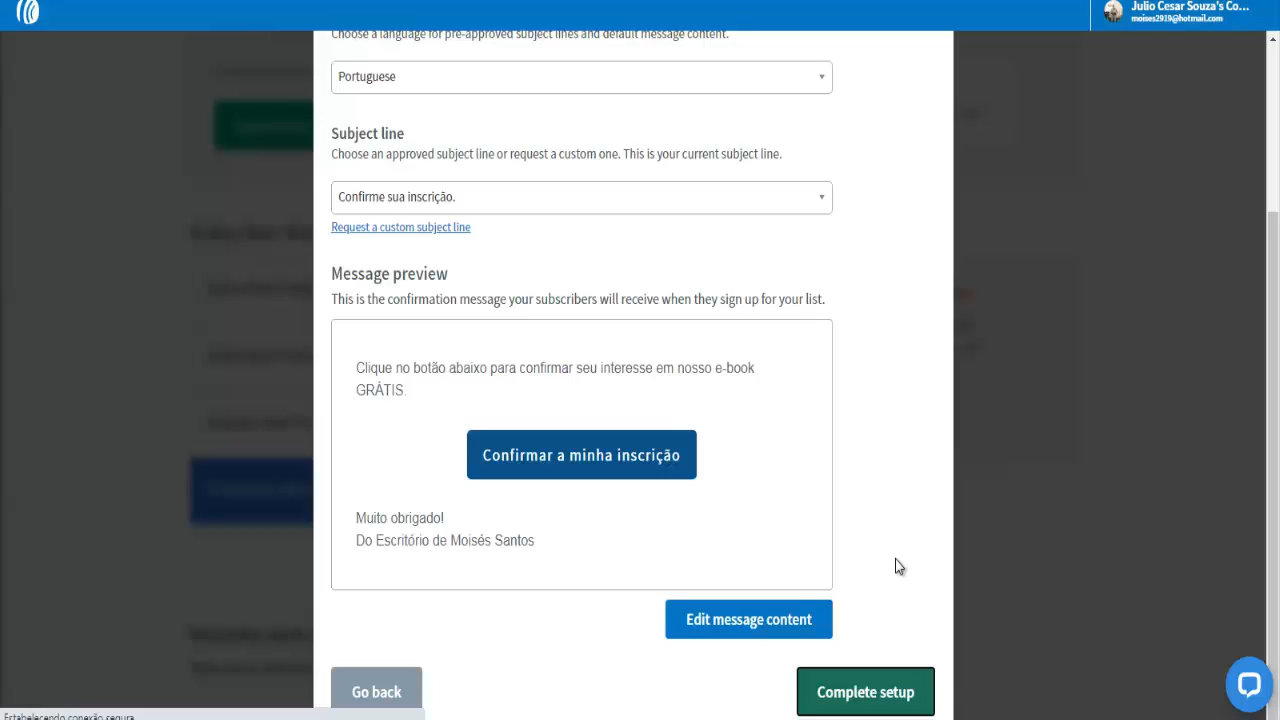 Julio Cesar Souza's Co...
moises2919@hotmail.com
Choose a language for pre-approved subject lines and default message content.
Portuguese
Subject line
Choose an approved subject line or request a custom one. This is your current subject line.
Confirme sua inscrição.
Request a custom subject line
Message preview
This is the confirmation message your subscribers will receive when they sign up for your list.
Clique no botão abaixo para confirmar seu interesse em nosso e-book
GRÁTIS.
Confirmar a minha inscrição
Muito obrigado!
Do Escritório de Moisés Santos
Edit message content
Go back
Complete setup
Estabelecendo conexão segura